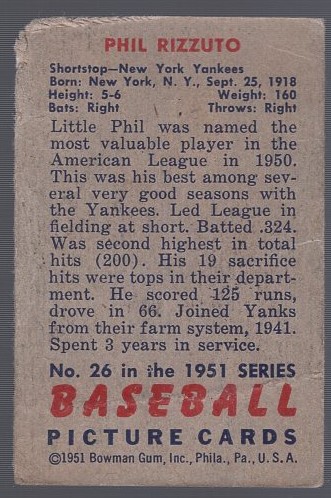 PHIL RIZZUTO
Shortstop—New York Yankees
Born: New York, N. Y., Sept. 25, 1918
Height: 5-6 Weight: 160
Bats: Right Throws: Right
Little Phil was named the
most valuable player in the
American League in 1950.
This was his best among sev-
eral very good seasons with
the Yankees. Led League in
fielding at short. Batted .324.
Was second highest in total
hits (200). His 19 sacrifice
hits were tops in their depart-
ment. He scored 125 runs,
drove in 66. Joined Yanks
from their farm system, 1941.
Spent 3 years in service.
No. 26 in the 1951 SERIES
BASEBALL
PICTURE CARDS
©1951 Bowman Gum, Inc., Phila., Pa., U. S. A.